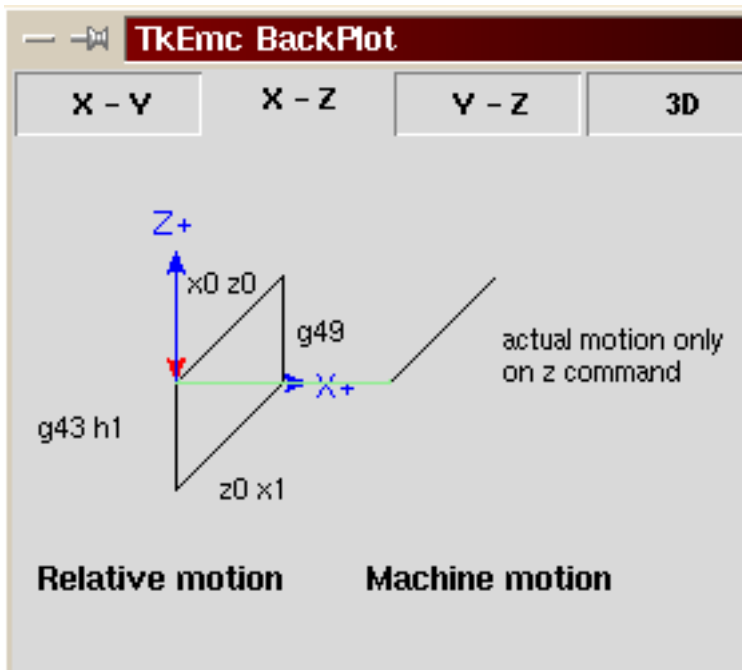 TkEmc BackPlot
X - Y
X - Z
Y - Z
3D
Z+
x0 z0
g49
actual motion only
on z command
X+
g43 h1
z0 x1
Relative motion
Machine motion